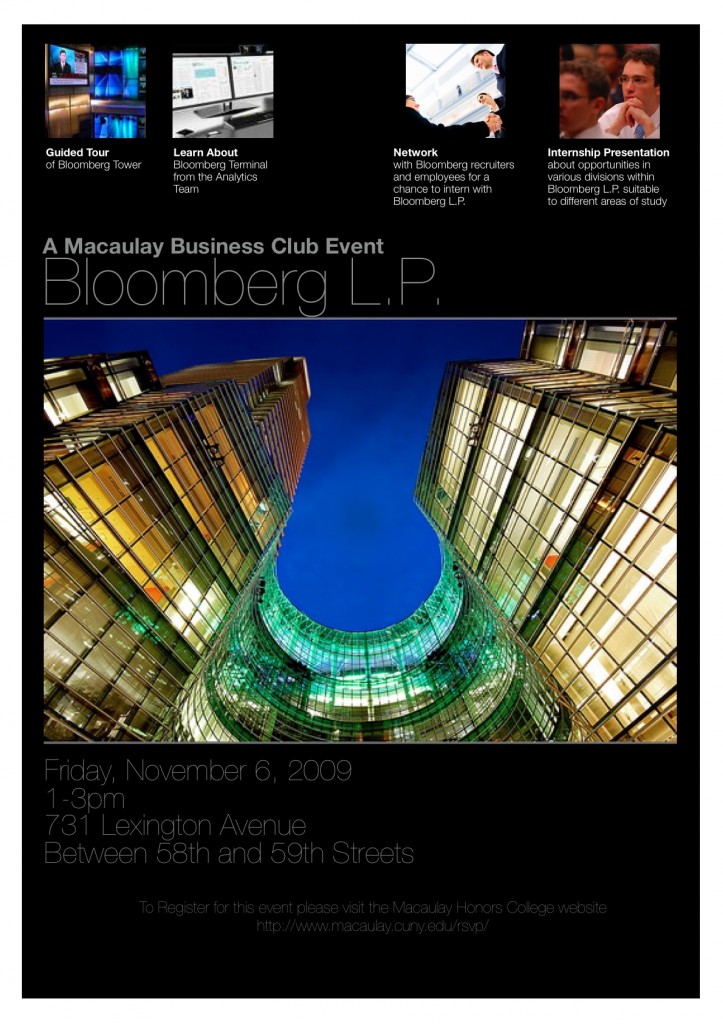 Guided Tour
of Bloomberg Tower
Learn About
Bloomberg Terminal
from the Analytics
Team
Network
with Bloomberg recruiters
and employees for a
chance to intern with
Bloomberg L.P.
Internship Presentation
about opportunities in
various divisions within
Bloomberg L.P. suitable
to different areas of study
A Macaulay Business Club Event
Bloomberg L.P.
Friday, November 6, 2009
1-3pm
731 Lexington Avenue
Between 58th and 59th Streets
To Register for this event please visit the Macaulay Honors College website
http://www.macaulay.cuny.edu/rsvp/